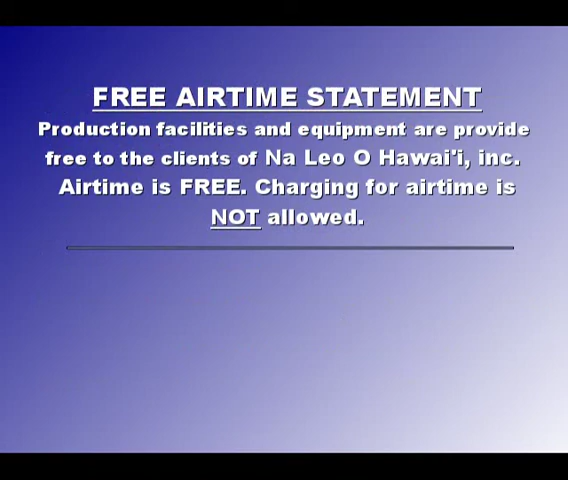 FREE AIRTIME STATEMENT
Production facilities and equipment are provide
free to the clients of Na Leo O Hawai'i, inc.
Airtime is FREE. Charging for airtime is
NOT allowed.